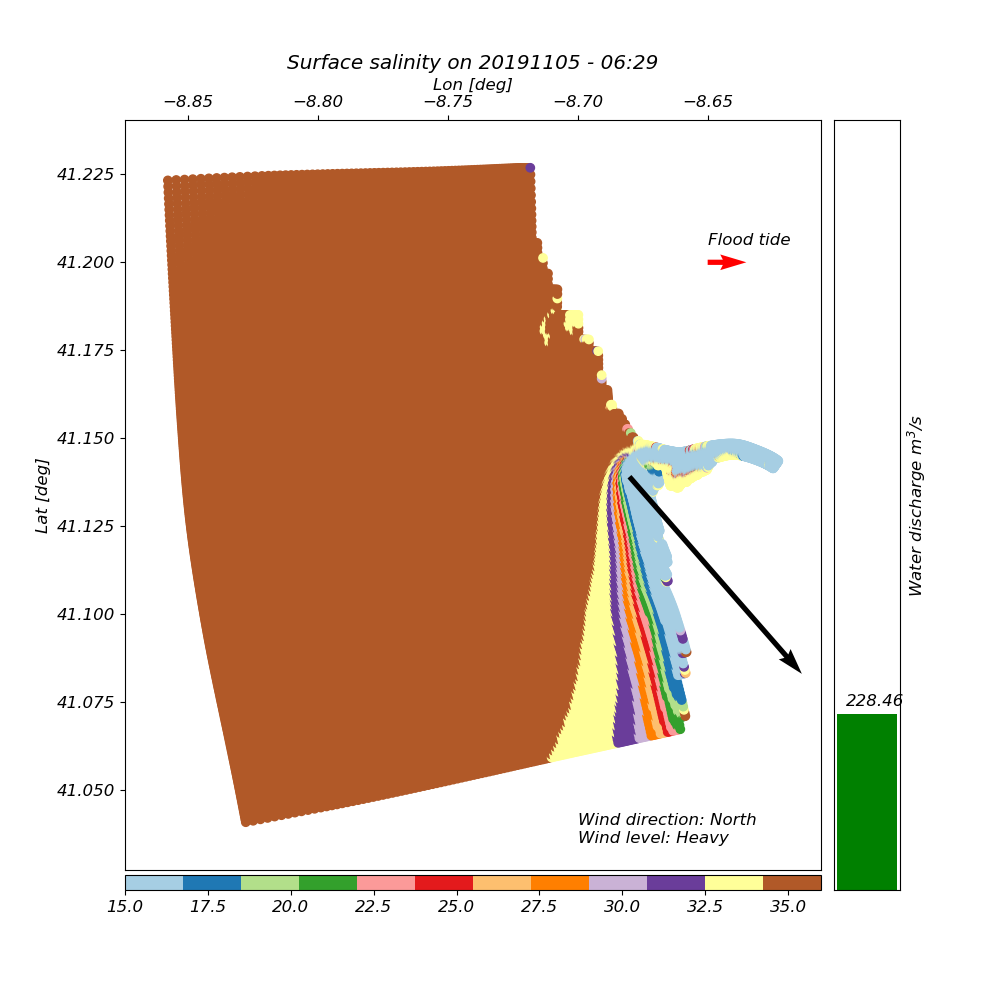 Surface salinity on 20191105 - 06:29
Lon [deg]
−8.85 −8.80 −8.75 −8.70 −8.65
41.225
41.200
41.175
41.150
41.125
41.100
41.075
41.050
Lat [deg]
Flood tide
Wind direction: North
Wind level: Heavy
228.46
Water discharge m³/s
15.0 17.5 20.0 22.5 25.0 27.5 30.0 32.5 35.0